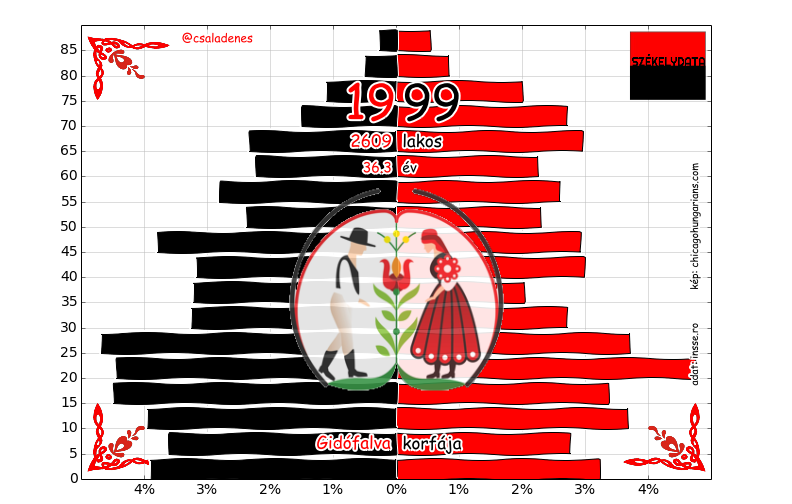 @csaladenes
SZÉKELYDATA
1999
2609 lakos
36.3 év
kép: chicagohungarians.com
adat: linsse.ro
Gidófalva korfája
85
80
75
70
65
60
55
50
45
40
35
30
25
20
15
10
5
0
4% 3% 2% 1% 0% 1% 2% 3% 4%